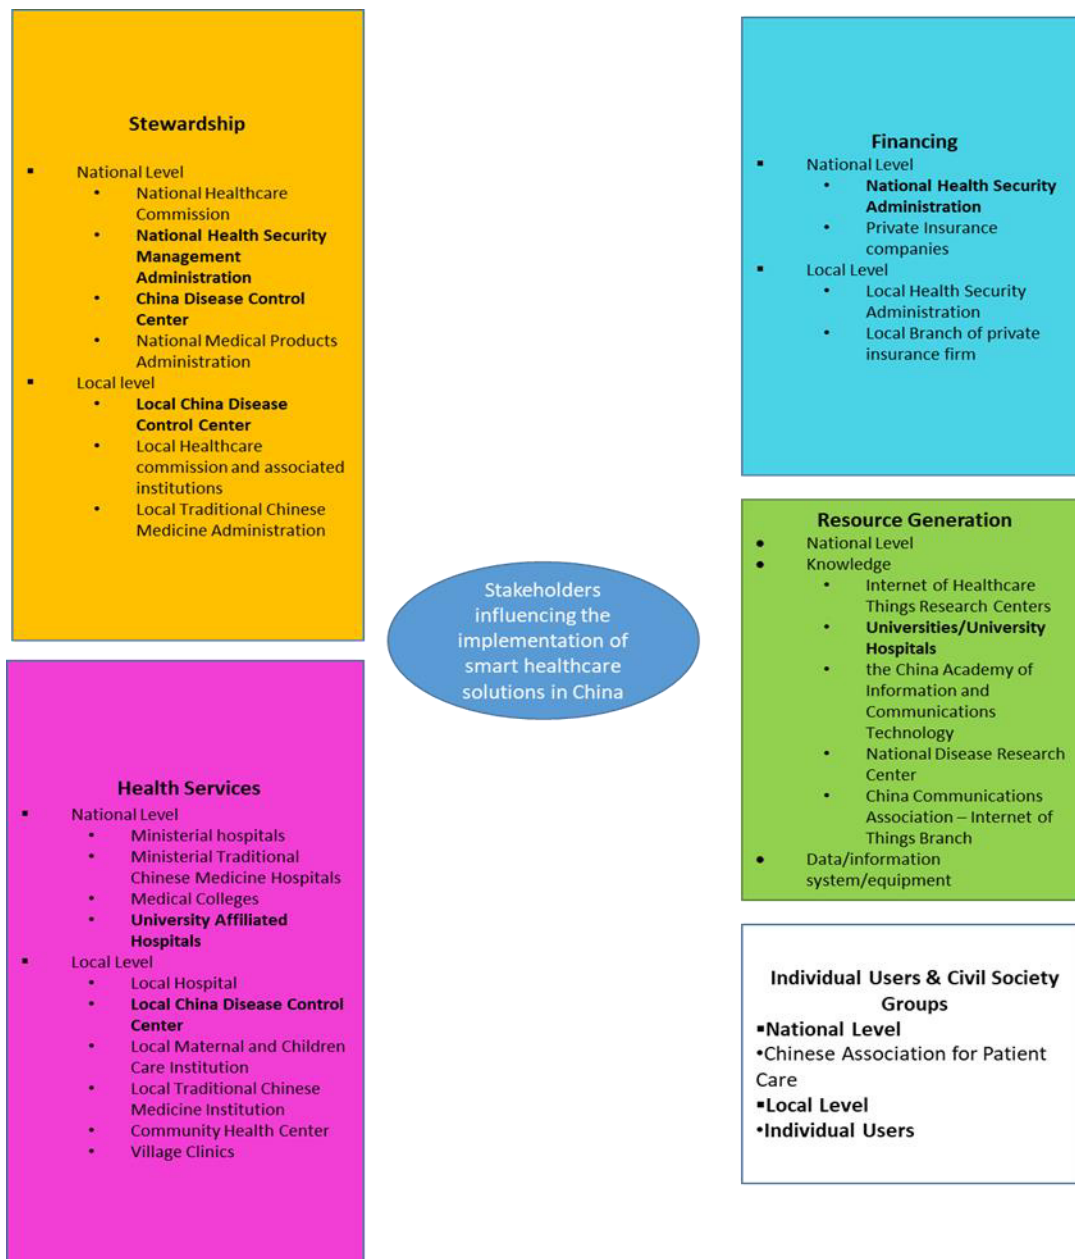 Stewardship
▪ National Level
• National Healthcare
Commission
• National Health Security
Management
Administration
• China Disease Control
Center
• National Medical Products
Administration
▪ Local level
• Local China Disease
Control Center
• Local Healthcare
commission and associated
institutions
• Local Traditional Chinese
Medicine Administration
Financing
▪ National Level
• National Health Security
Administration
• Private Insurance
companies
▪ Local Level
• Local Health Security
Administration
• Local Branch of private
insurance firm
Stakeholders
influencing the
implementation of
smart healthcare
solutions in China
Resource Generation
● National Level
● Knowledge
• Internet of Healthcare
Things Research Centers
• Universities/University
Hospitals
• the China Academy of
Information and
Communications
Technology
• National Disease Research
Center
• China Communications
Association – Internet of
Things Branch
● Data/information
system/equipment
Health Services
▪ National Level
• Ministerial hospitals
• Ministerial Traditional
Chinese Medicine Hospitals
• Medical Colleges
• University Affiliated
Hospitals
▪ Local Level
• Local Hospital
• Local China Disease Control
Center
• Local Maternal and Children
Care Institution
• Local Traditional Chinese
Medicine Institution
• Community Health Center
• Village Clinics
Individual Users & Civil Society
Groups
▪National Level
•Chinese Association for Patient
Care
▪Local Level
•Individual Users